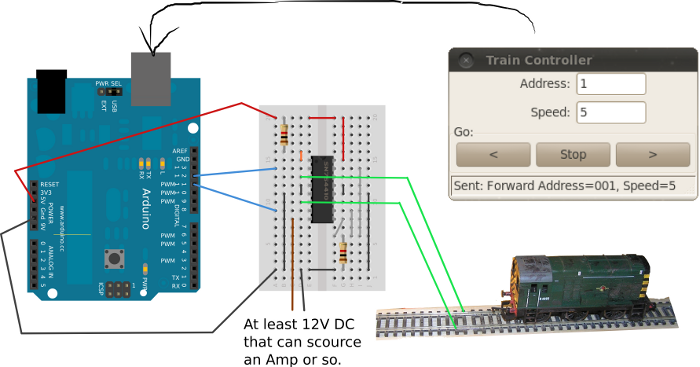 PWR SEL
EXT
USB
AREF
GND
RX
TX
L
Arduino
www.arduino.cc
RESET
3V3
5V
Gnd
9V
POWER
ANALOG IN
0
1
2
3
4
5
PWM
PWM
PWM
PWM
PWM
PWM
DIGITAL
13
12
11
10
9
8
7
6
5
4
3
2
1
0
TX
RX
ICSP
1
PWR
Train Controller
Address: 1
Speed: 5
Go:
< Stop >
Sent: Forward Address=001, Speed=5
At least 12V DC
that can scource
an Amp or so.